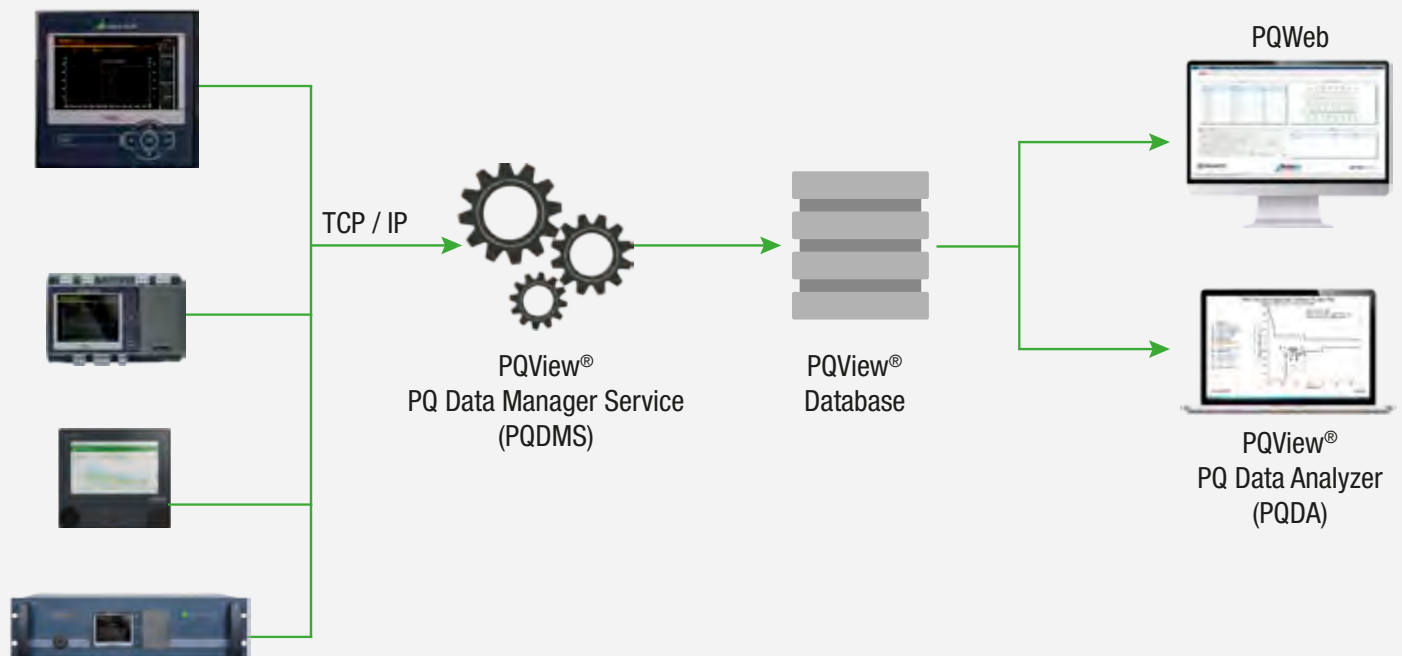 PQWeb
TCP / IP
PQView®
PQ Data Manager Service
(PQDMS)
PQView®
Database
PQView®
PQ Data Analyzer
(PQDA)